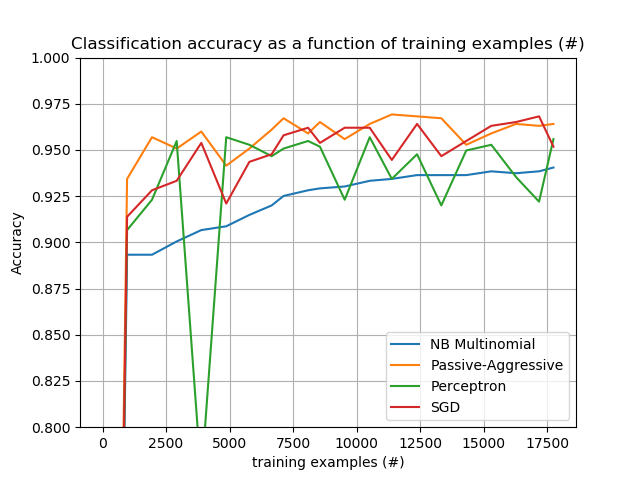 Classification accuracy as a function of training examples (#)
1.000
0.975
0.950
0.925
0.900
0.875
0.850
0.825
0.800
Accuracy
NB Multinomial
Passive-Aggressive
Perceptron
SGD
0 2500 5000 7500 10000 12500 15000 17500
training examples (#)